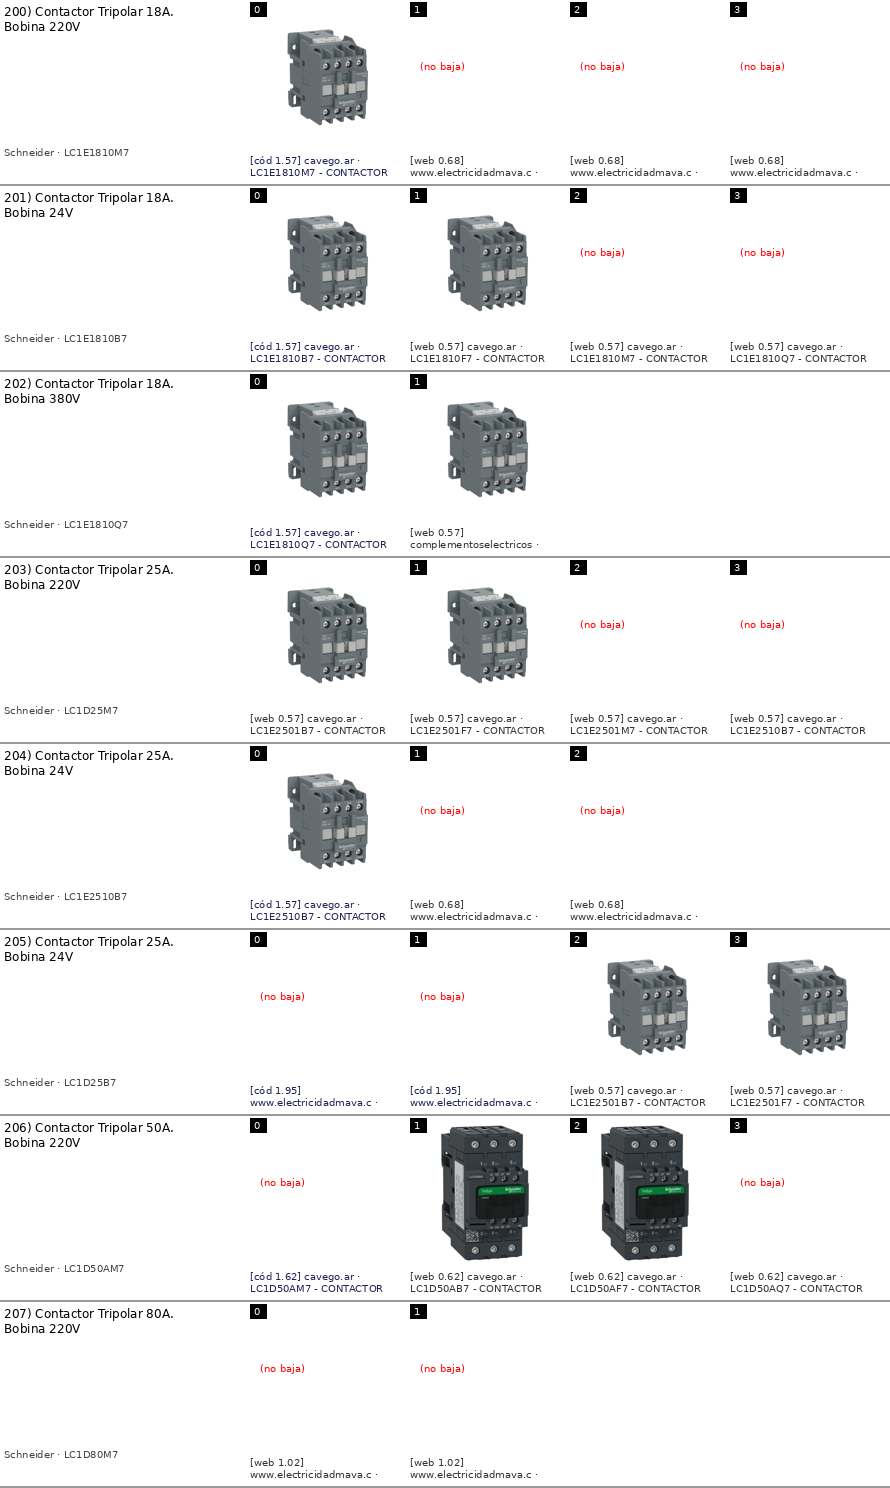 200) Contactor Tripolar 18A.
Bobina 220V
Schneider · LC1E1810M7
0
[cód 1.57] cavego.ar ·
LC1E1810M7 - CONTACTOR
1
(no baja)
[web 0.68]
www.electricidadmava.c ·
2
(no baja)
[web 0.68]
www.electricidadmava.c ·
3
(no baja)
[web 0.68]
www.electricidadmava.c ·
201) Contactor Tripolar 18A.
Bobina 24V
Schneider · LC1E1810B7
0
[cód 1.57] cavego.ar ·
LC1E1810B7 - CONTACTOR
1
[web 0.57] cavego.ar ·
LC1E1810F7 - CONTACTOR
2
(no baja)
[web 0.57] cavego.ar ·
LC1E1810M7 - CONTACTOR
3
(no baja)
[web 0.57] cavego.ar ·
LC1E1810Q7 - CONTACTOR
202) Contactor Tripolar 18A.
Bobina 380V
Schneider · LC1E1810Q7
0
[cód 1.57] cavego.ar ·
LC1E1810Q7 - CONTACTOR
1
[web 0.57]
complementoselectricos ·
203) Contactor Tripolar 25A.
Bobina 220V
Schneider · LC1D25M7
0
[web 0.57] cavego.ar ·
LC1E2501B7 - CONTACTOR
1
[web 0.57] cavego.ar ·
LC1E2501F7 - CONTACTOR
2
(no baja)
[web 0.57] cavego.ar ·
LC1E2501M7 - CONTACTOR
3
(no baja)
[web 0.57] cavego.ar ·
LC1E2510B7 - CONTACTOR
204) Contactor Tripolar 25A.
Bobina 24V
Schneider · LC1E2510B7
0
[cód 1.57] cavego.ar ·
LC1E2510B7 - CONTACTOR
1
(no baja)
[web 0.68]
www.electricidadmava.c ·
2
(no baja)
[web 0.68]
www.electricidadmava.c ·
205) Contactor Tripolar 25A.
Bobina 24V
Schneider · LC1D25B7
0
(no baja)
[cód 1.95]
www.electricidadmava.c ·
1
(no baja)
[cód 1.95]
www.electricidadmava.c ·
2
[web 0.57] cavego.ar ·
LC1E2501B7 - CONTACTOR
3
[web 0.57] cavego.ar ·
LC1E2501F7 - CONTACTOR
206) Contactor Tripolar 50A.
Bobina 220V
Schneider · LC1D50AM7
0
(no baja)
[cód 1.62] cavego.ar ·
LC1D50AM7 - CONTACTOR
1
[web 0.62] cavego.ar ·
LC1D50AB7 - CONTACTOR
2
[web 0.62] cavego.ar ·
LC1D50AF7 - CONTACTOR
3
(no baja)
[web 0.62] cavego.ar ·
LC1D50AQ7 - CONTACTOR
207) Contactor Tripolar 80A.
Bobina 220V
Schneider · LC1D80M7
0
(no baja)
[web 1.02]
www.electricidadmava.c ·
1
(no baja)
[web 1.02]
www.electricidadmava.c ·